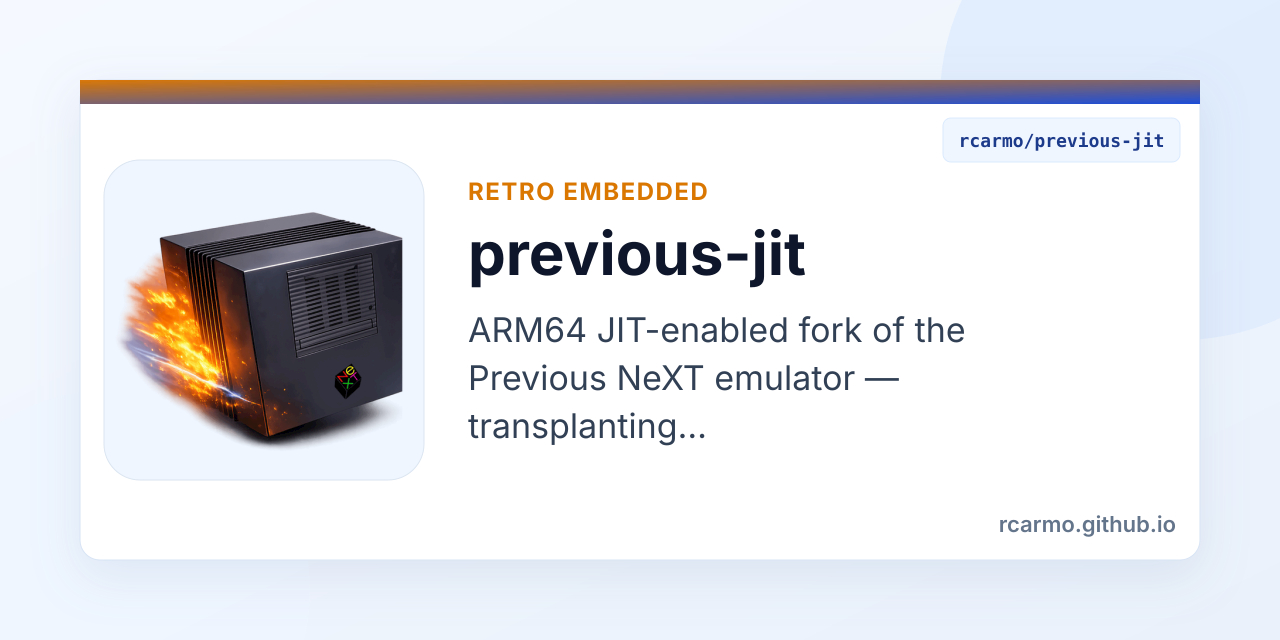 rcarmo/previous-jit
RETRO EMBEDDED
previous-jit
ARM64 JIT-enabled fork of the
Previous NeXT emulator —
transplanting…
rcarmo.github.io